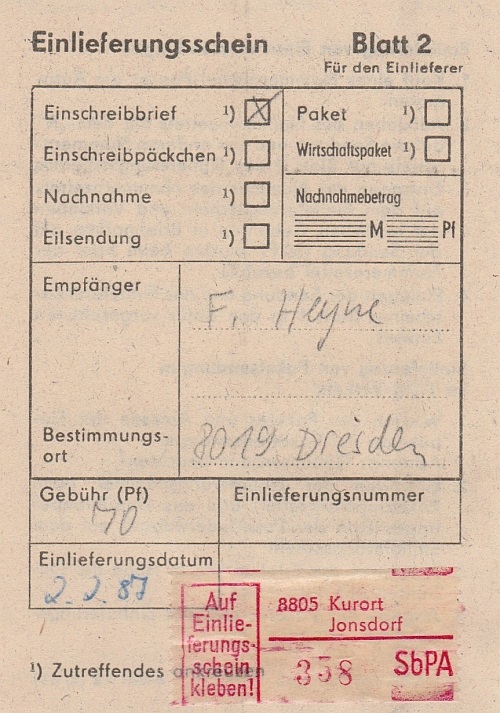 Einlieferungsschein Blatt 2
Für den Einlieferer
Einschreibbrief ¹) ☒ Paket ¹) ☐
Einschreibpäckchen ¹) ☐ Wirtschaftspaket ¹) ☐
Nachnahme ¹) ☐ Nachnahmebetrag
Eilsendung ¹) ☐ M Pf
Empfänger F. Heyne
Bestimmungs-
ort 8019 Dresden
Gebühr (Pf) Einlieferungsnummer
70
Einlieferungsdatum
2.2.87
Auf
Einlie-
ferungs-
schein
kleben!
8805 Kurort
Jonsdorf
358 SbPA
¹) Zutreffendes ankreuzen